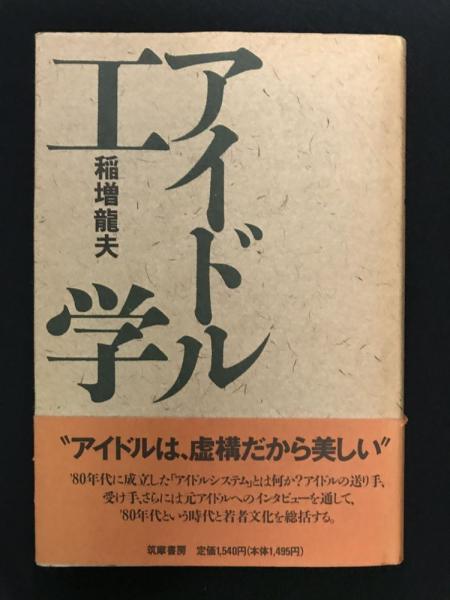 アイドル
工学
稲増龍夫
“アイドルは、虚構だから美しい”
'80年代に成立した「アイドルシステム」とは何か?アイドルの送り手、
受け手、さらには元アイドルへのインタビューを通して、
'80年代という時代と若者文化を総括する。
筑摩書房 定価1,540円(本体1,495円)